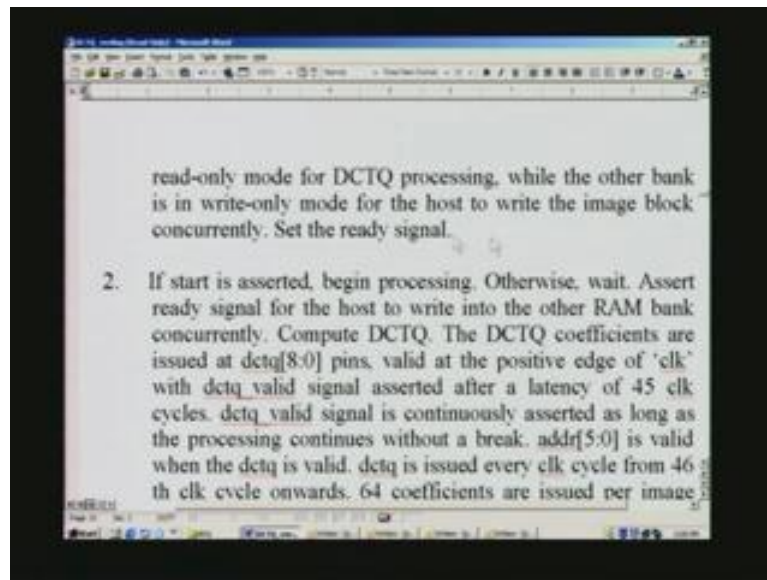 read-only mode for DCTQ processing, while the other bank
is in write-only mode for the host to write the image block
concurrently. Set the ready signal.
2. If start is asserted, begin processing. Otherwise, wait. Assert
ready signal for the host to write into the other RAM bank
concurrently. Compute DCTQ. The DCTQ coefficients are
issued at dctq[8:0] pins, valid at the positive edge of ‘clk’
with dctq_valid signal asserted after a latency of 45 clk
cycles. dctq_valid signal is continuously asserted as long as
the processing continues without a break. addr[5:0] is valid
when the dctq is valid. dctq is issued every clk cycle from 46
th clk cycle onwards. 64 coefficients are issued per image